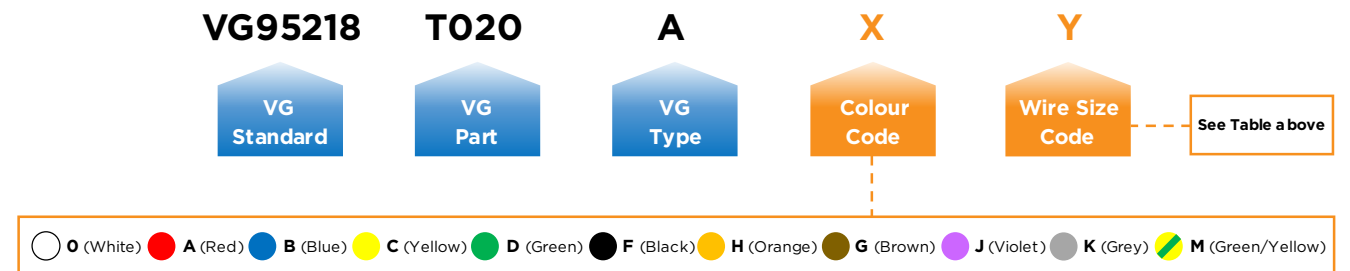 VG95218 T020 A X Y
VG Standard
VG Part
VG Type
Colour Code
Wire Size Code
See Table above
0 (White) A (Red) B (Blue) C (Yellow) D (Green) F (Black) H (Orange) G (Brown) J (Violet) K (Grey) M (Green/Yellow)